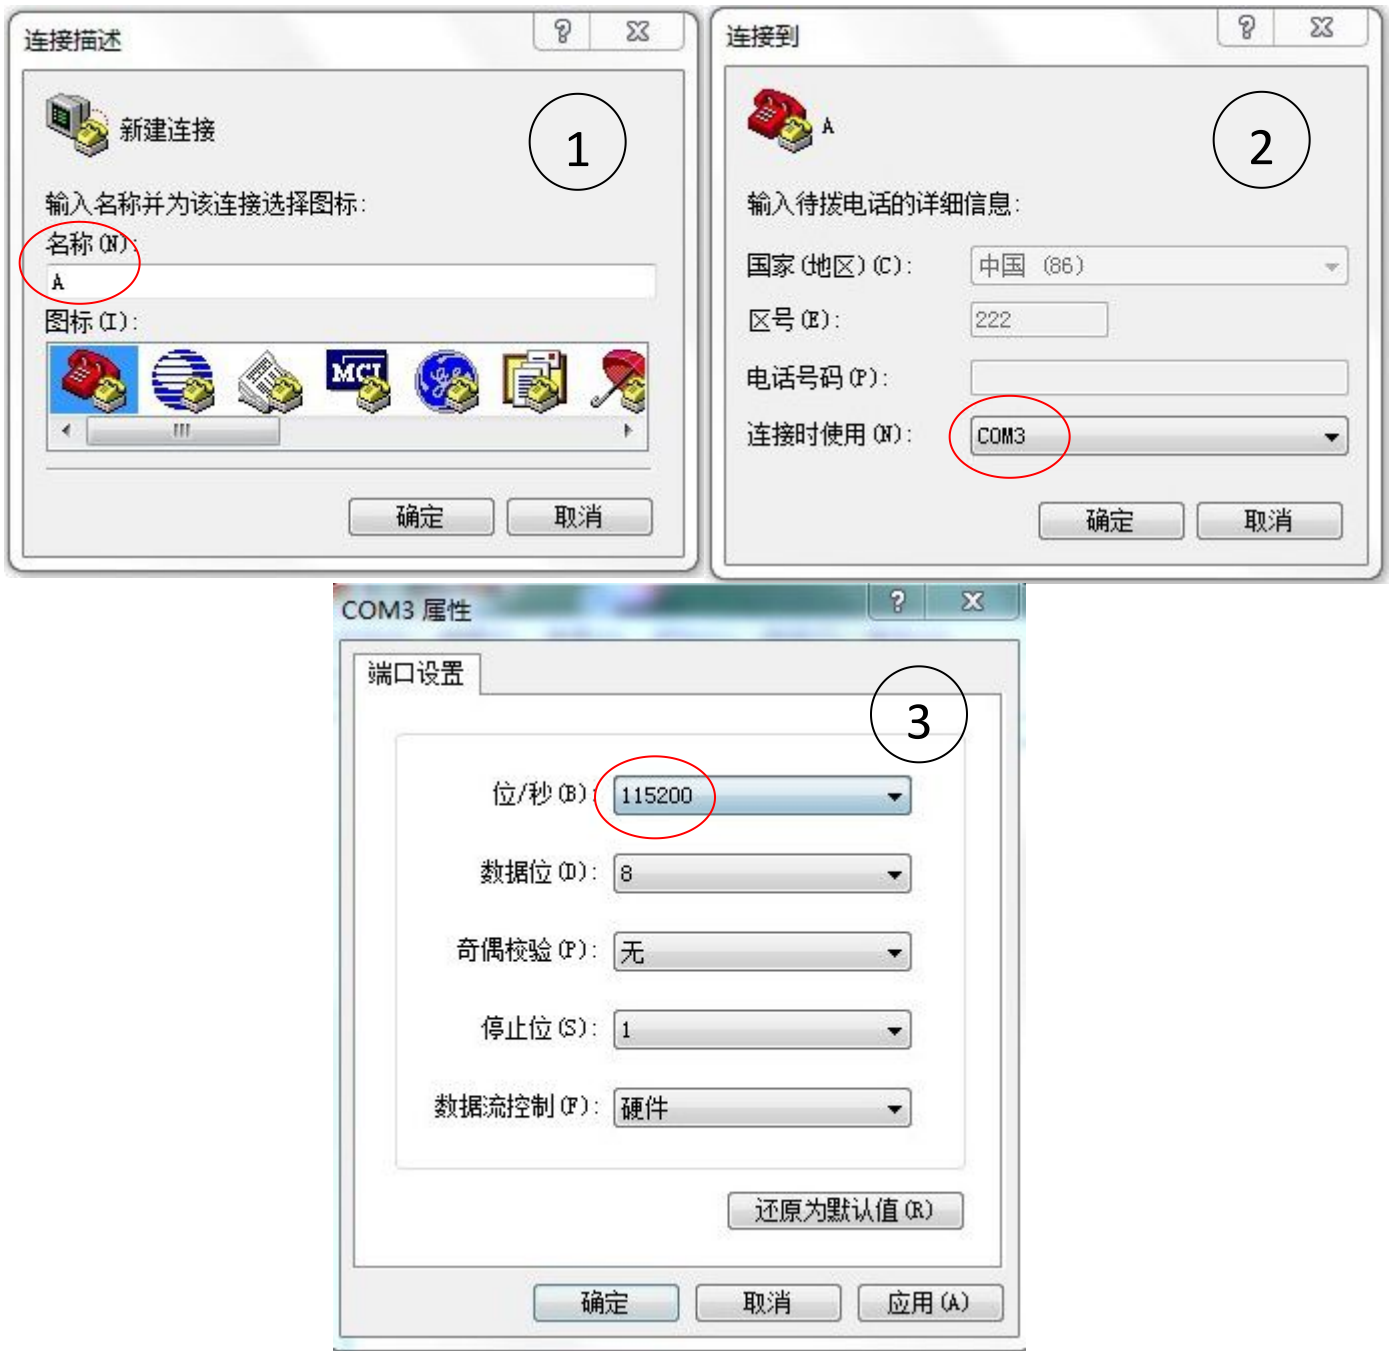 连接描述
1
新建连接
输入名称并为该连接选择图标:
名称(N):
A
图标(I):
MCI
确定 取消
连接到
2
A
输入待拨电话的详细信息:
国家(地区)(C): 中国 (86)
区号(E): 222
电话号码(P):
连接时使用(N): COM3
确定 取消
COM3 属性
端口设置
3
位/秒(B): 115200
数据位(D): 8
奇偶校验(P): 无
停止位(S): 1
数据流控制(F): 硬件
还原为默认值(R)
确定 取消 应用(A)